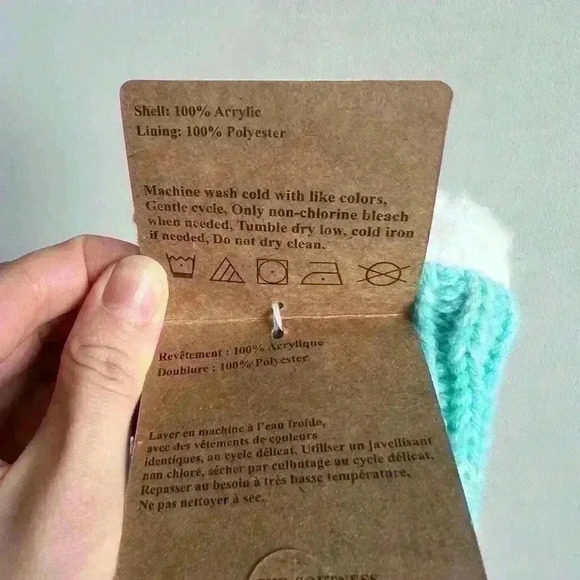 Shell: 100% Acrylic
Lining: 100% Polyester
Machine wash cold with like colors,
Gentle cycle, Only non-chlorine bleach
when needed, Tumble dry low, cold iron
if needed, Do not dry clean.
Revêtement : 100% Acrylique
Doublure : 100% Polyester
Layer en machine à l'eau froide,
avec des vêtements de couleurs
identiques, au cycle délicat. Utiliser un javellisant
non chloré, sécher par culbutage au cycle délicat.
Repasser au besoin à très basse température.
Ne pas nettoyer à sec.